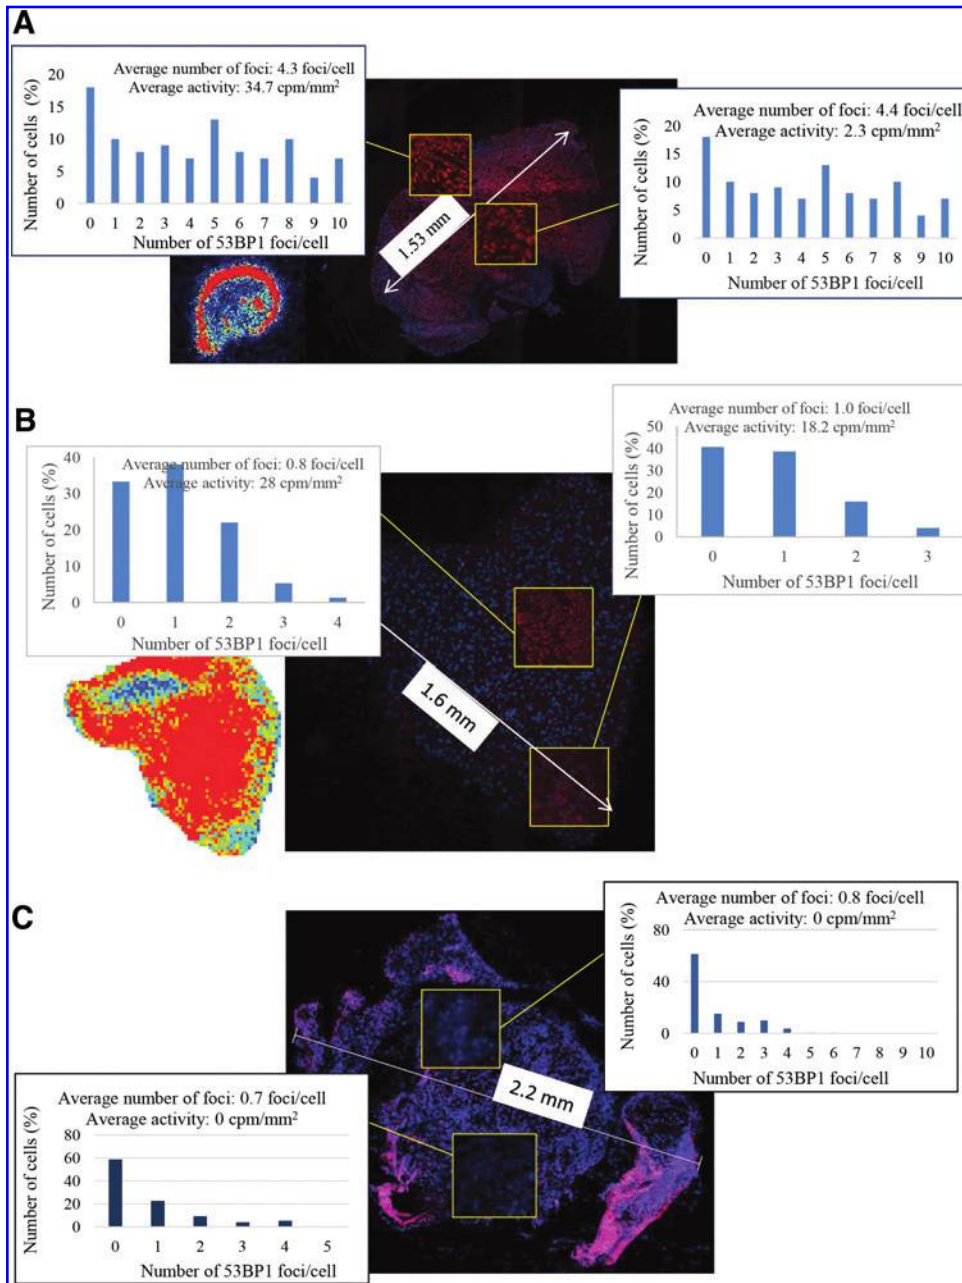 A
Average number of foci: 4.3 foci/cell
Average activity: 34.7 cpm/mm²
Number of cells (%)
20
15
10
5
0
0 1 2 3 4 5 6 7 8 9 10
Number of 53BP1 foci/cell
1.53 mm
Average number of foci: 4.4 foci/cell
Average activity: 2.3 cpm/mm²
Number of cells (%)
20
15
10
5
0
0 1 2 3 4 5 6 7 8 9 10
Number of 53BP1 foci/cell
B
Average number of foci: 0.8 foci/cell
Average activity: 28 cpm/mm²
Number of cells (%)
40
30
20
10
0
0 1 2 3 4
Number of 53BP1 foci/cell
1.6 mm
Average number of foci: 1.0 foci/cell
Average activity: 18.2 cpm/mm²
Number of cells (%)
50
40
30
20
10
0
0 1 2 3
Number of 53BP1 foci/cell
C
Average number of foci: 0.8 foci/cell
Average activity: 0 cpm/mm²
Number of cells (%)
80
40
0
0 1 2 3 4 5 6 7 8 9 10
Number of 53BP1 foci/cell
2.2 mm
Average number of foci: 0.7 foci/cell
Average activity: 0 cpm/mm²
Number of cells (%)
80
60
40
20
0
0 1 2 3 4 5
Number of 53BP1 foci/cell